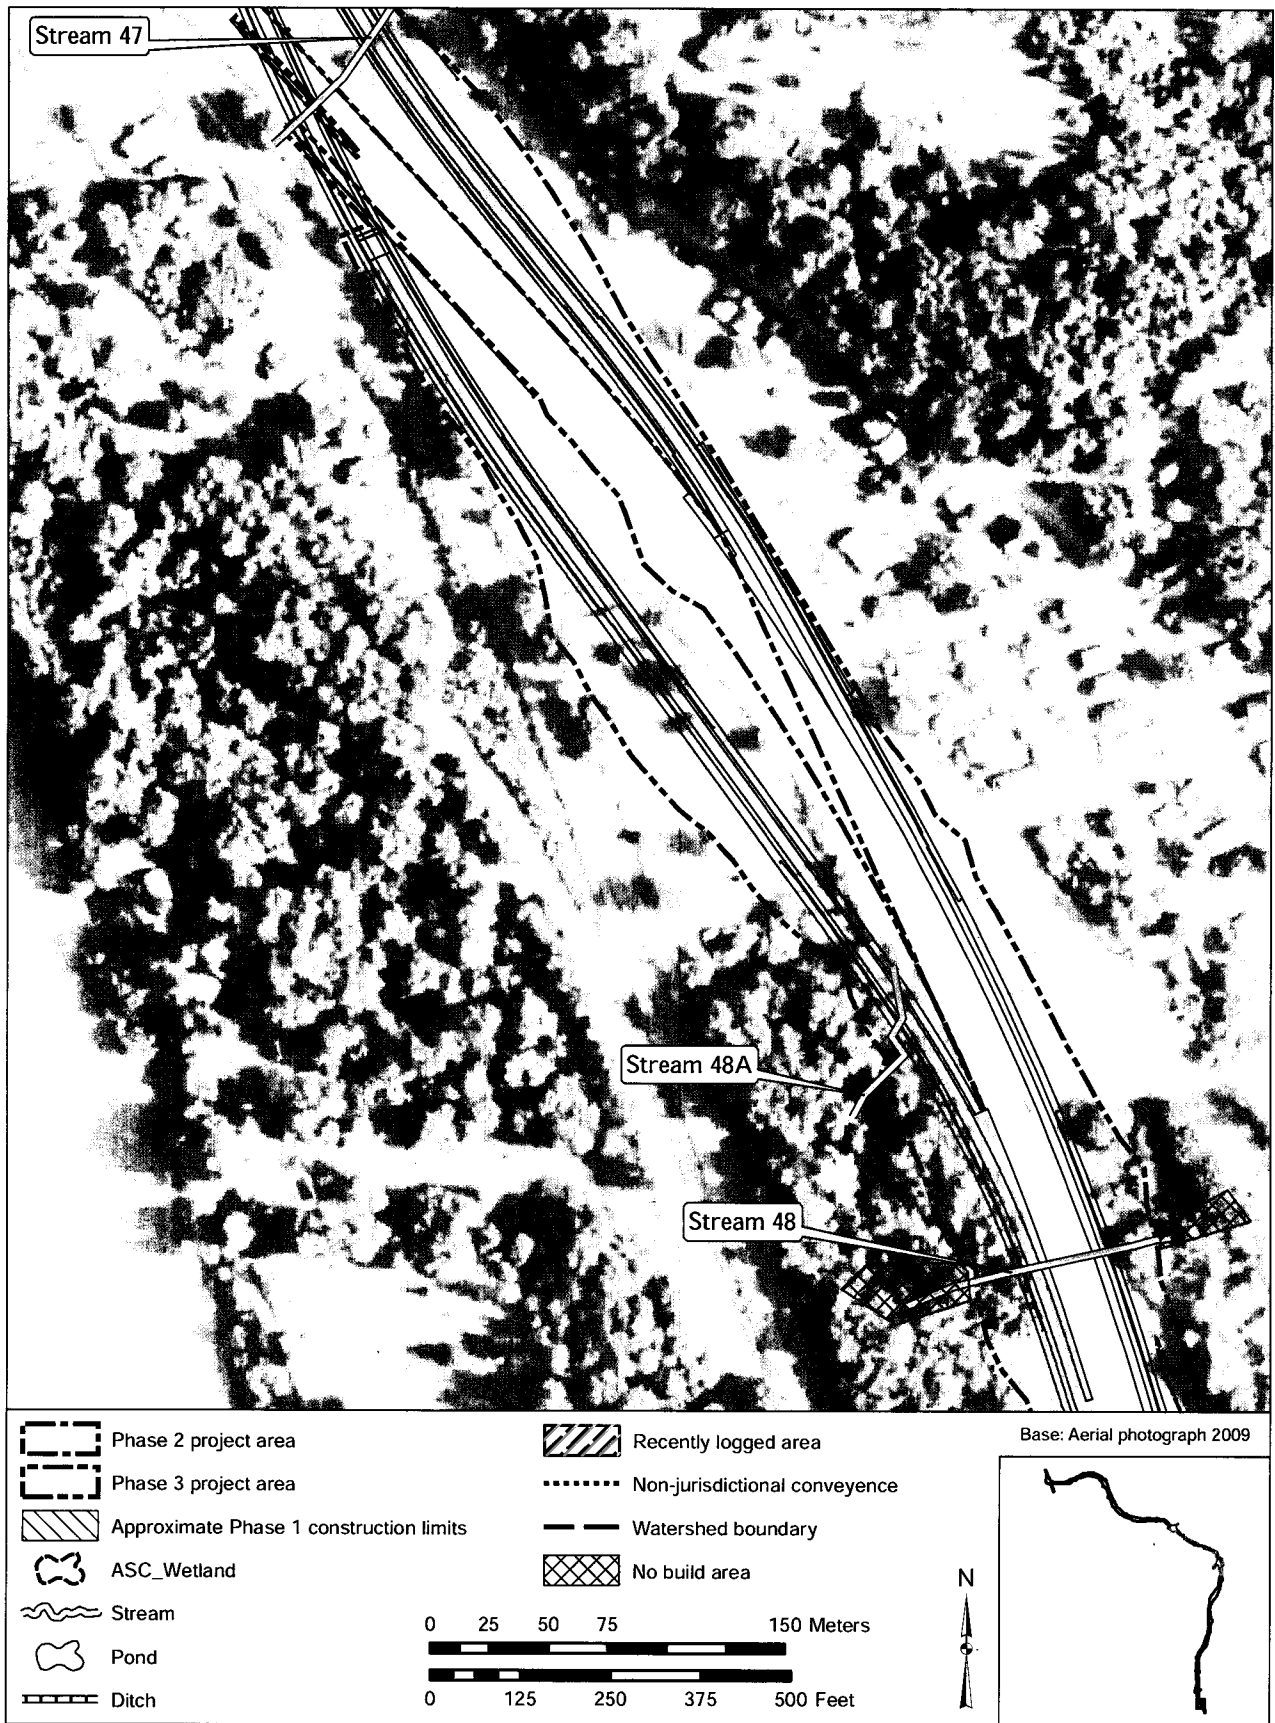 Stream 47
Stream 48A
Stream 48
Phase 2 project area
Phase 3 project area
Approximate Phase 1 construction limits
ASC_Wetland
Stream
Pond
Ditch
Recently logged area
Non-jurisdictional conveyence
Watershed boundary
No build area
0 25 50 75 150 Meters
0 125 250 375 500 Feet
N
Base: Aerial photograph 2009